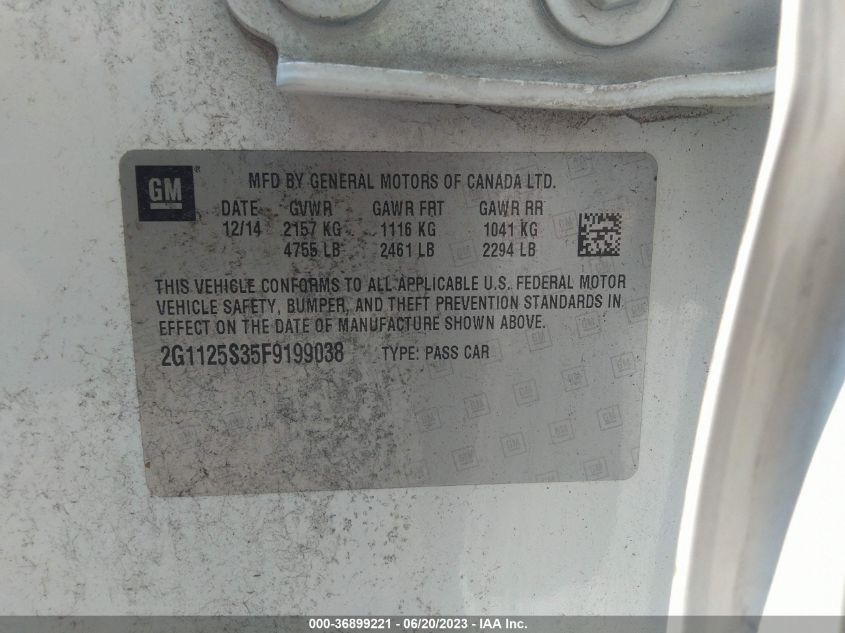 GM ®
MFD BY GENERAL MOTORS OF CANADA LTD.
DATE GVWR GAWR FRT GAWR RR
12/14 2157 KG 1116 KG 1041 KG
4755 LB 2461 LB 2294 LB
THIS VEHICLE CONFORMS TO ALL APPLICABLE U.S. FEDERAL MOTOR
VEHICLE SAFETY, BUMPER, AND THEFT PREVENTION STANDARDS IN
EFFECT ON THE DATE OF MANUFACTURE SHOWN ABOVE.
2G1125S35F9199038 TYPE: PASS CAR
000-36899221 - 06/20/2023 - IAA Inc.